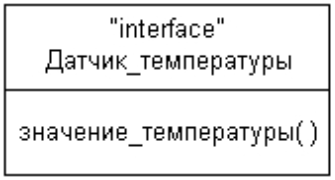 "interface"
Датчик_температуры
значение_температуры( )